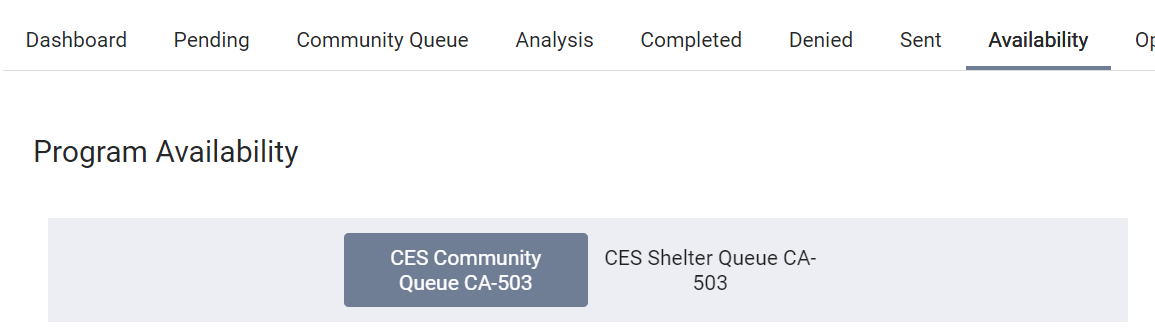 Dashboard Pending Community Queue Analysis Completed Denied Sent Availability Op
Program Availability
CES Community
Queue CA-503
CES Shelter Queue CA-
503